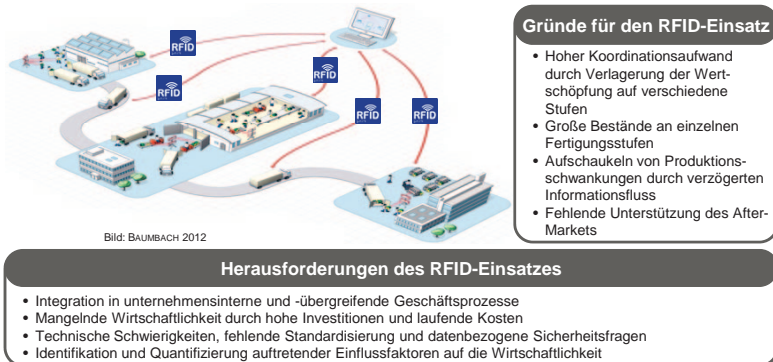 RFID
RFID
RFID
RFID
RFID
Bild: BAUMBACH 2012
Gründe für den RFID-Einsatz
• Hoher Koordinationsaufwand
durch Verlagerung der Wert-
schöpfung auf verschiedene
Stufen
• Große Bestände an einzelnen
Fertigungsstufen
• Aufschaukeln von Produktions-
schwankungen durch verzögerten
Informationsfluss
• Fehlende Unterstützung des After-
Markets
Herausforderungen des RFID-Einsatzes
• Integration in unternehmensinterne und -übergreifende Geschäftsprozesse
• Mangelnde Wirtschaftlichkeit durch hohe Investitionen und laufende Kosten
• Technische Schwierigkeiten, fehlende Standardisierung und datenbezogene Sicherheitsfragen
• Identifikation und Quantifizierung auftretender Einflussfaktoren auf die Wirtschaftlichkeit